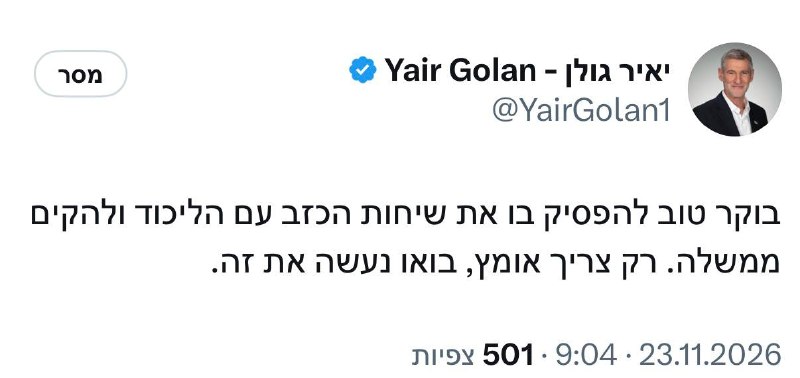 יאיר גולן - Yair Golan
@YairGolan1
מסר
בוקר טוב להפסיק בו את שיחות הכזב עם הליכוד ולהקים
ממשלה. רק צריך אומץ, בואו נעשה את זה.
23.11.2026 · 9:04 · 501 צפיות